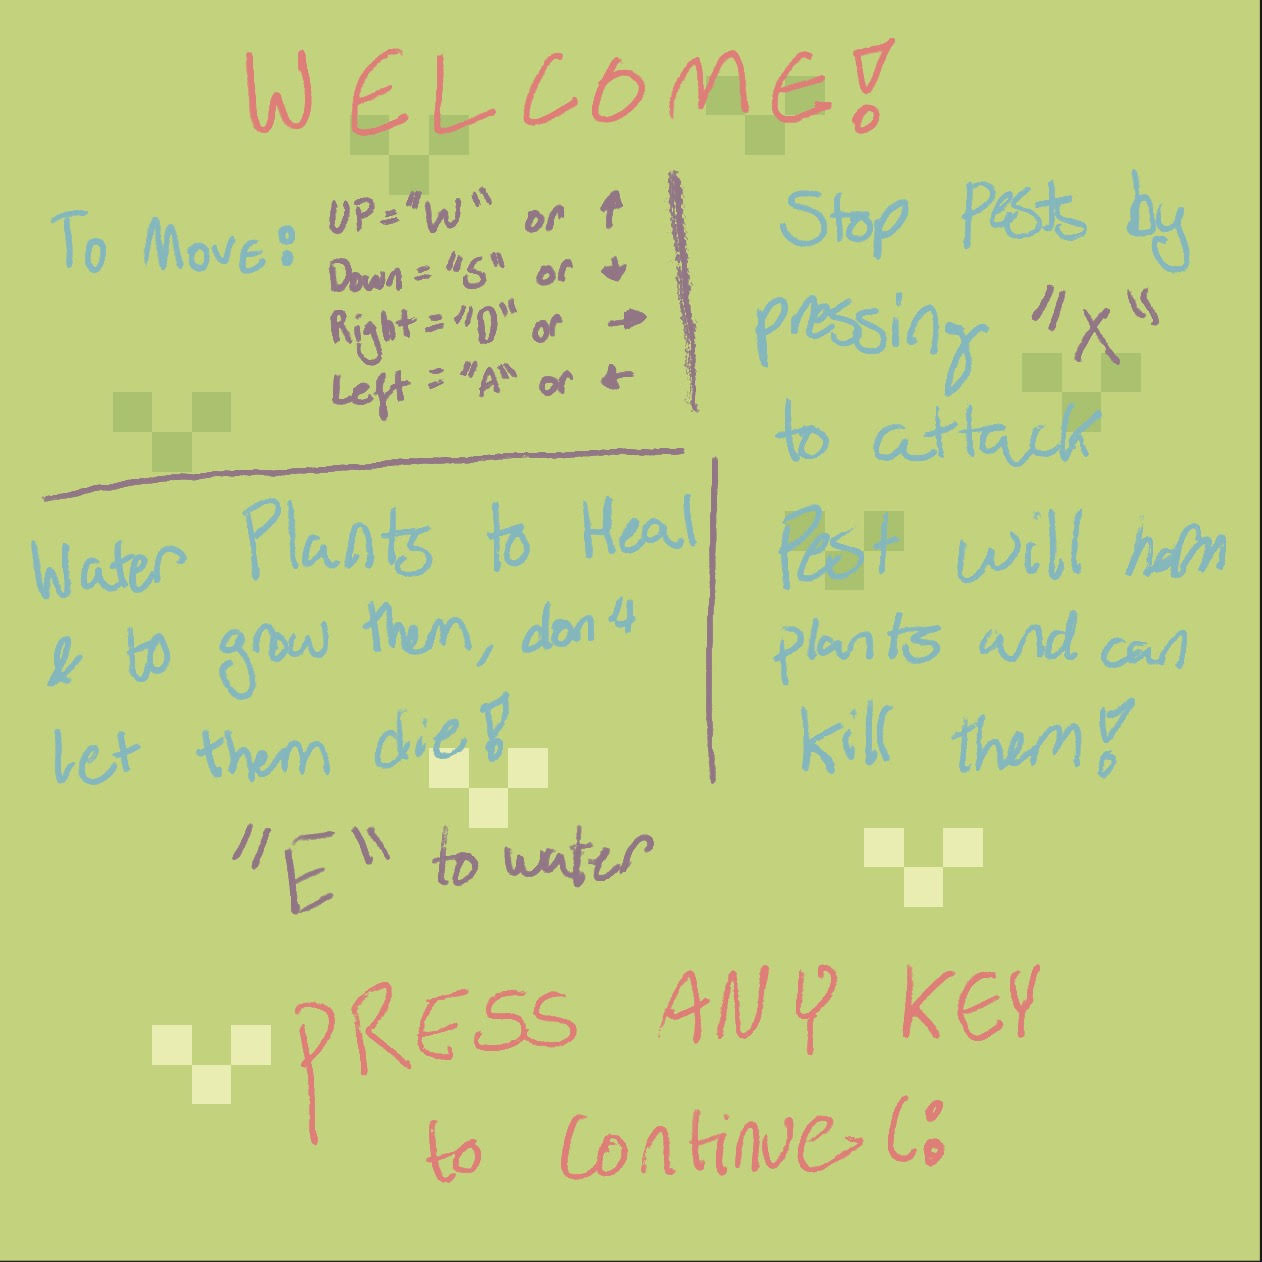 WELCOME!
To Move:
UP = "W" or ↑
Down = "S" or ↓
Right = "D" or →
Left = "A" or ←
Water Plants to Heal
& to grow them, don't
let them die!
"E" to water
Stop Pests by
pressing "X"
to attack
Pest will harm
plants and can
kill them!
PRESS ANY KEY
to continue C: